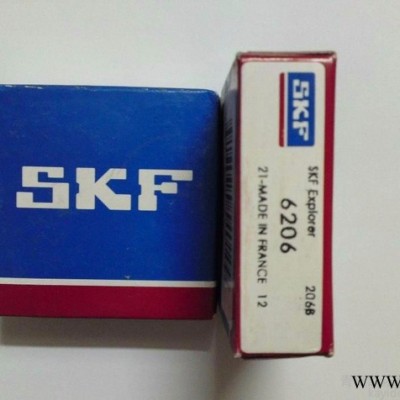 SKF
SKF
SKF Explorer
6206
206B
21-MADE IN FRANCE 12
www.